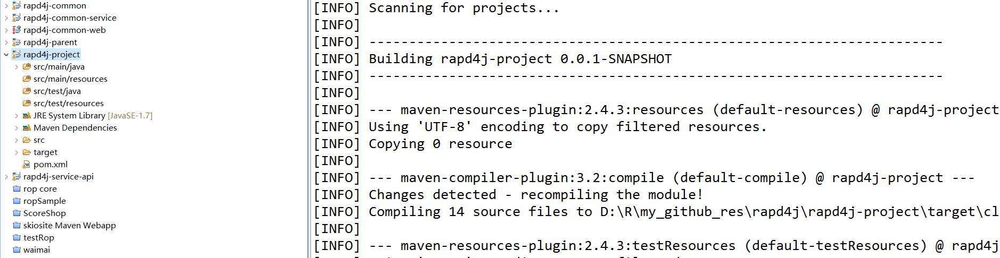 rapd4j-common
rapd4j-common-service
rapd4j-common-web
rapd4j-parent
rapd4j-project
src/main/java
src/main/resources
src/test/java
src/test/resources
JRE System Library [JavaSE-1.7]
Maven Dependencies
src
target
pom.xml
rapd4j-service-api
rop core
ropSample
ScoreShop
skiosite Maven Webapp
testRop
waimai
[INFO] Scanning for projects...
[INFO]
[INFO] ------------------------------------------------------------------------
[INFO] Building rapd4j-project 0.0.1-SNAPSHOT
[INFO] ------------------------------------------------------------------------
[INFO]
[INFO] --- maven-resources-plugin:2.4.3:resources (default-resources) @ rapd4j-project
[INFO] Using 'UTF-8' encoding to copy filtered resources.
[INFO] Copying 0 resource
[INFO]
[INFO] --- maven-compiler-plugin:3.2:compile (default-compile) @ rapd4j-project ---
[INFO] Changes detected - recompiling the module!
[INFO] Compiling 14 source files to D:\R\my_github_res\rapd4j\rapd4j-project\target\cl
[INFO]
[INFO] --- maven-resources-plugin:2.4.3:testResources (default-testResources) @ rapd4j